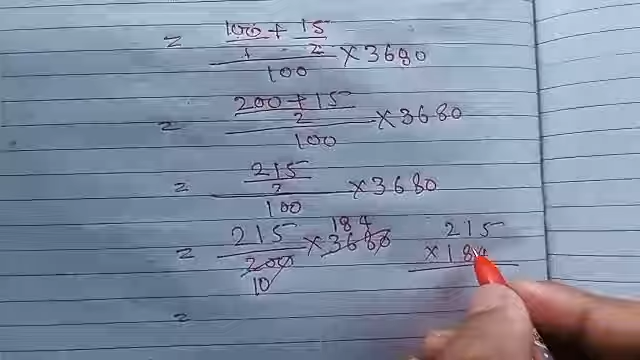 = 100 + 15
1 2
100 × 3680
= 200 + 15
2
100 × 3680
= 215
2
100 × 3680
= 215 × 3680 184
200
10
215
× 184
=